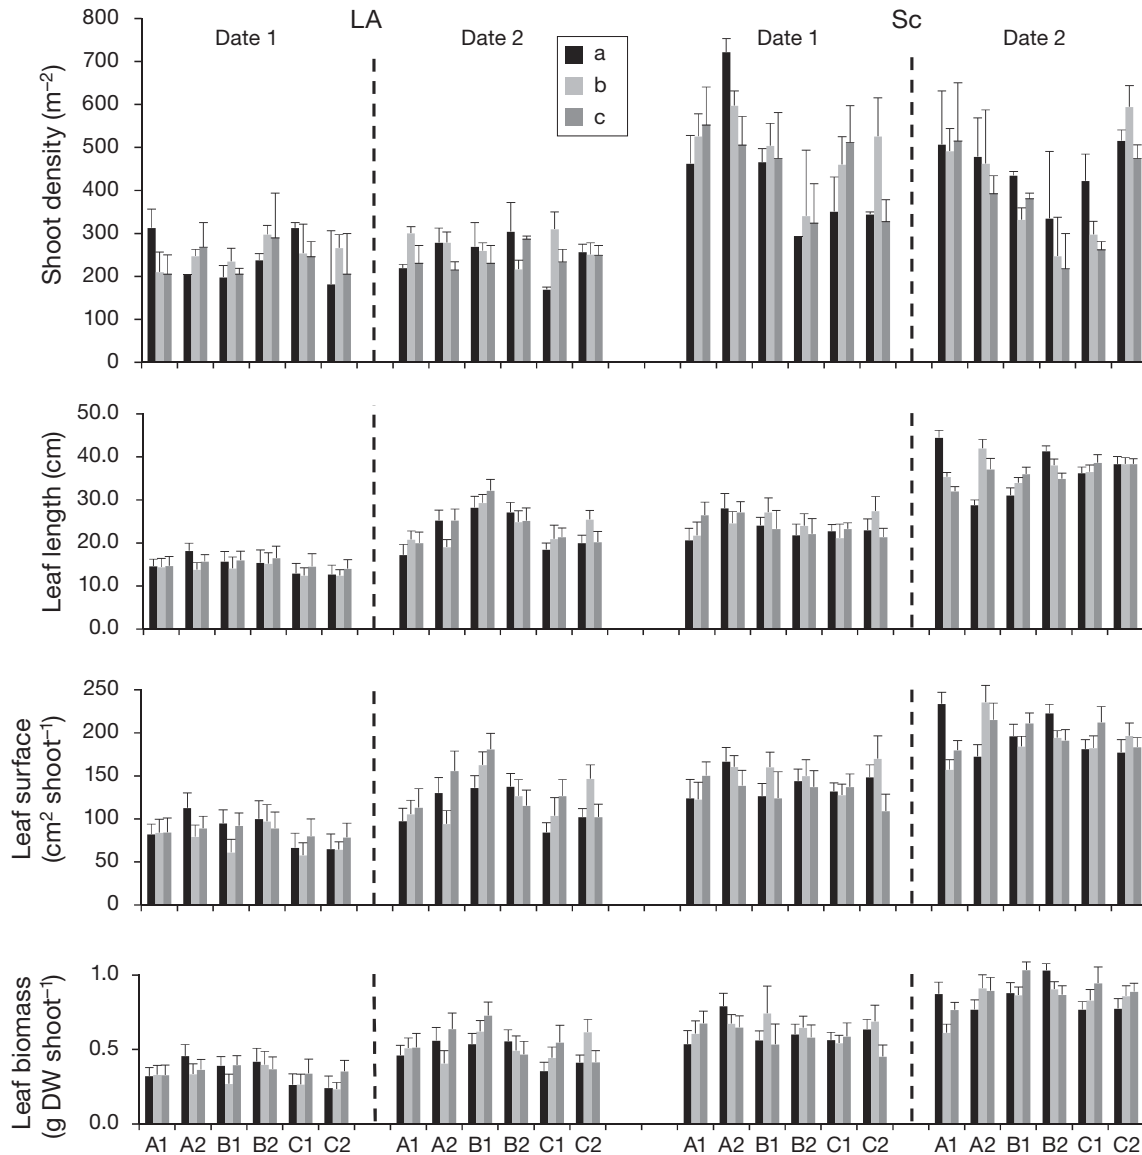 LA Sc
Date 1 Date 2 Date 1 Date 2
a
b
c
Shoot density (m⁻²)
800
700
600
500
400
300
200
100
0
Leaf length (cm)
50.0
40.0
30.0
20.0
10.0
0.0
Leaf surface
(cm² shoot⁻¹)
250
200
150
100
50
0
Leaf biomass
(g DW shoot⁻¹)
1.0
0.5
0.0
A1 A2 B1 B2 C1 C2 A1 A2 B1 B2 C1 C2 A1 A2 B1 B2 C1 C2 A1 A2 B1 B2 C1 C2